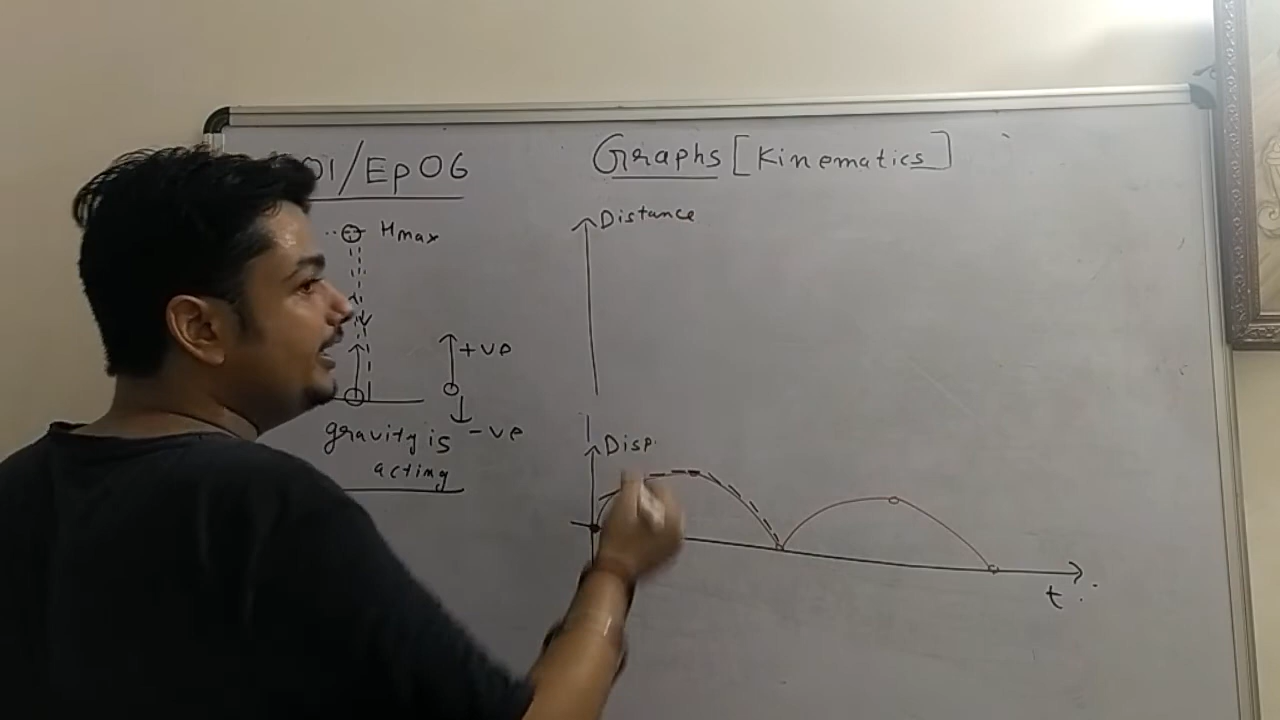 01/Ep06
Graphs [Kinematics]
Hmax
Distance
+ve
gravity is
acting
-ve
Disp.
t